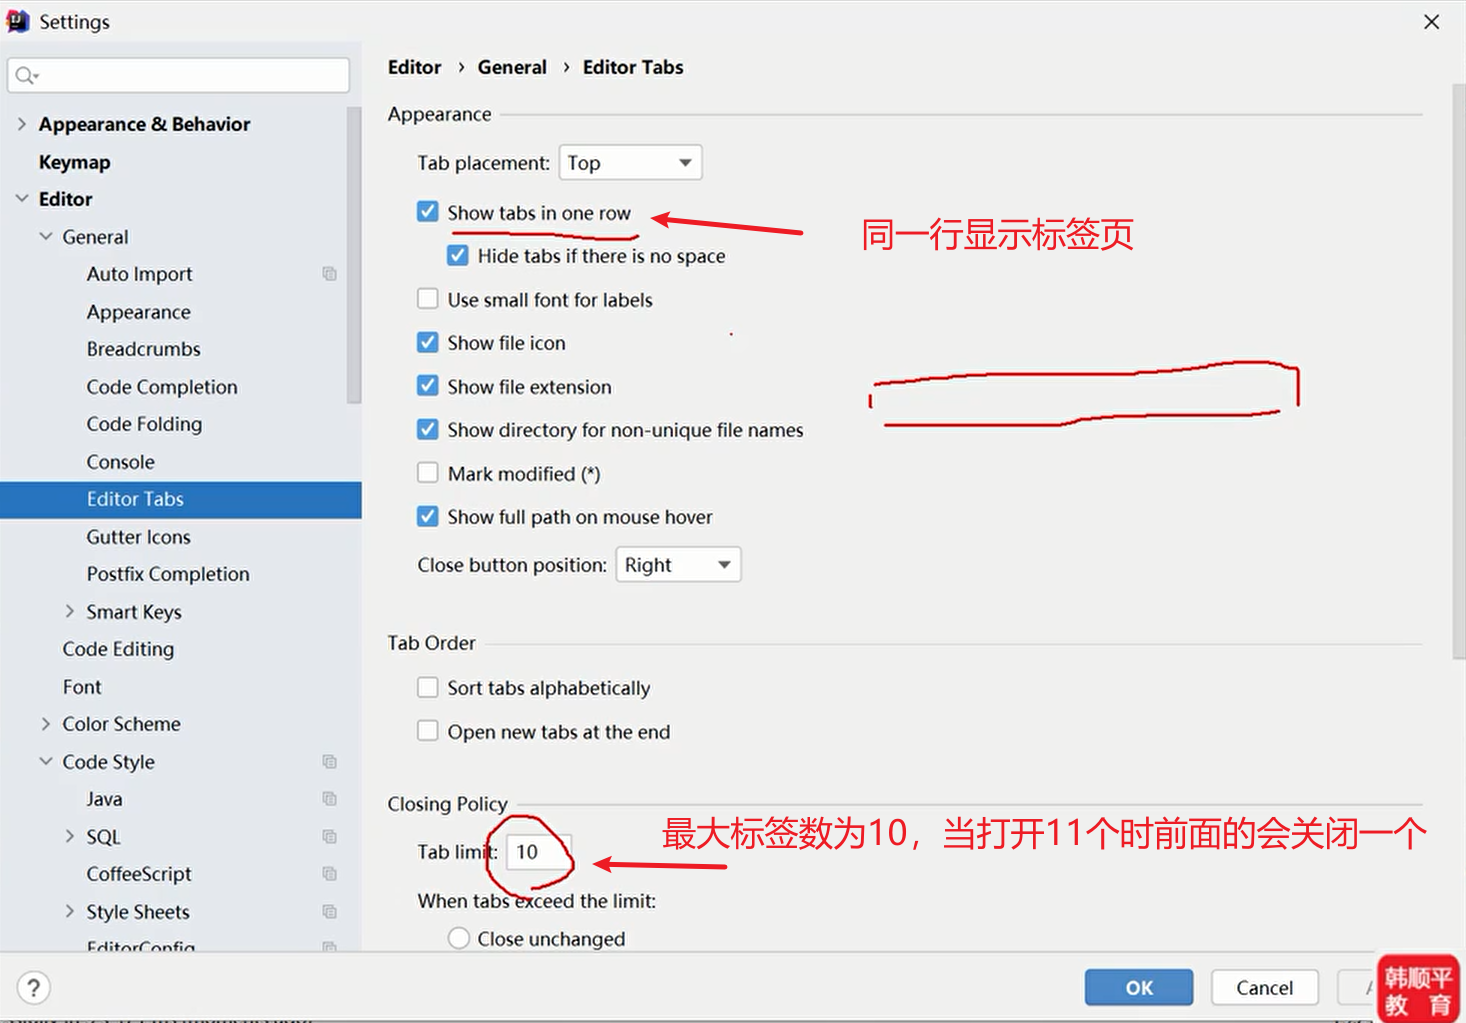 Settings
Appearance & Behavior
Keymap
Editor
General
Auto Import
Appearance
Breadcrumbs
Code Completion
Code Folding
Console
Editor Tabs
Gutter Icons
Postfix Completion
Smart Keys
Code Editing
Font
Color Scheme
Code Style
Java
SQL
CoffeeScript
Style Sheets
EditorConfig
Editor › General › Editor Tabs
Appearance
Tab placement: Top
Show tabs in one row
同一行显示标签页
Hide tabs if there is no space
Use small font for labels
Show file icon
Show file extension
Show directory for non-unique file names
Mark modified (*)
Show full path on mouse hover
Close button position: Right
Tab Order
Sort tabs alphabetically
Open new tabs at the end
Closing Policy
最大标签数为10，当打开11个时前面的会关闭一个
Tab limit: 10
When tabs exceed the limit:
Close unchanged
?
OK
Cancel
韩顺平
教育